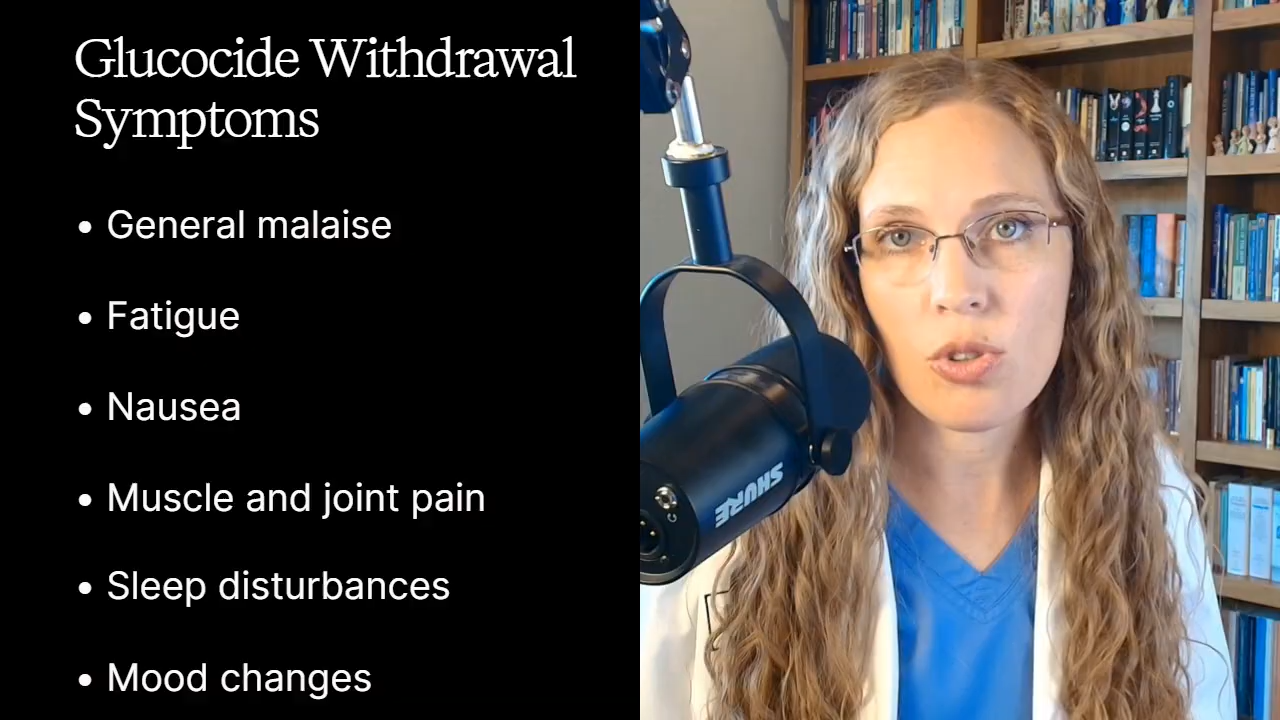 Glucocide Withdrawal
Symptoms
• General malaise
• Fatigue
• Nausea
• Muscle and joint pain
• Sleep disturbances
• Mood changes
SHURE